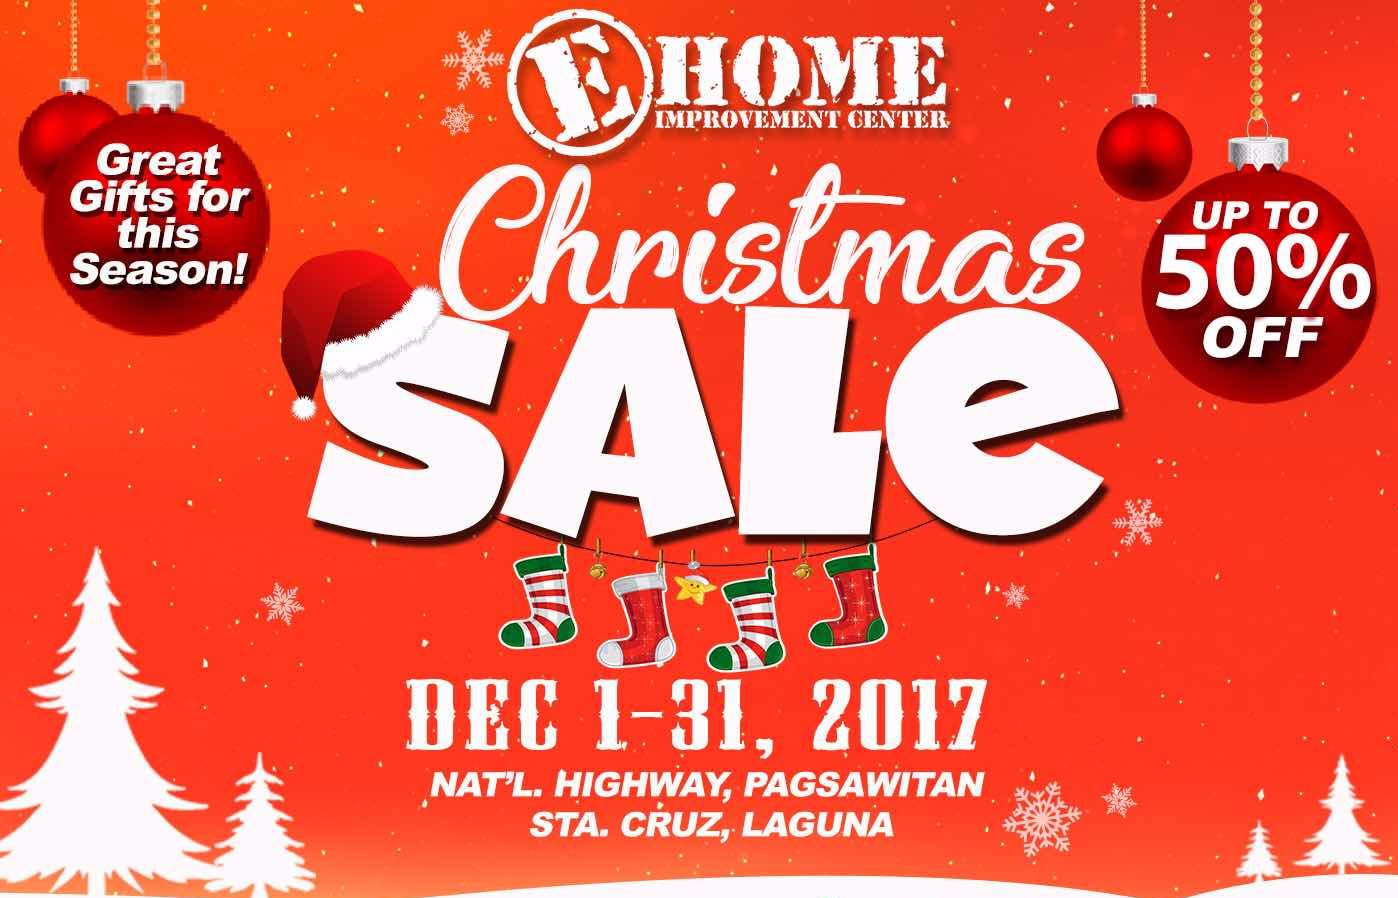 E HOME
IMPROVEMENT CENTER
Great
Gifts for
this
Season!
Christmas
SALe
UP TO
50%
OFF
DEC 1-31, 2017
NAT'L. HIGHWAY, PAGSAWITAN
STA. CRUZ, LAGUNA